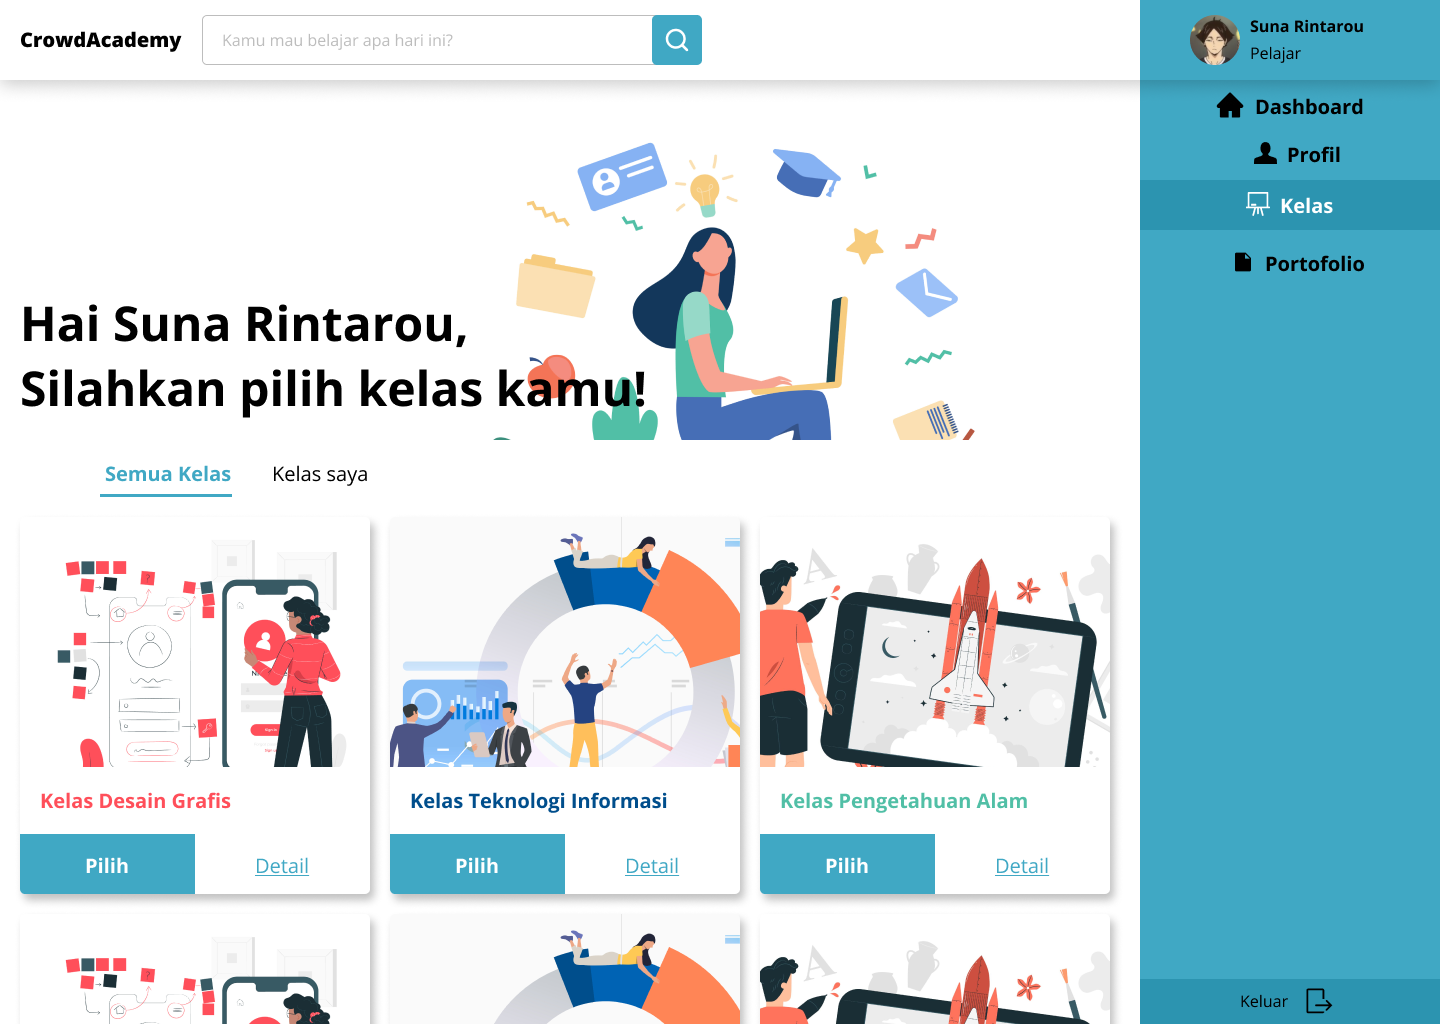 CrowdAcademy
Kamu mau belajar apa hari ini?
Suna Rintarou
Pelajar
Dashboard
Profil
Kelas
Portofolio
Hai Suna Rintarou,
Silahkan pilih kelas kamu!
Semua Kelas
Kelas saya
Kelas Desain Grafis
Pilih
Detail
Kelas Teknologi Informasi
Pilih
Detail
Kelas Pengetahuan Alam
Pilih
Detail
Keluar